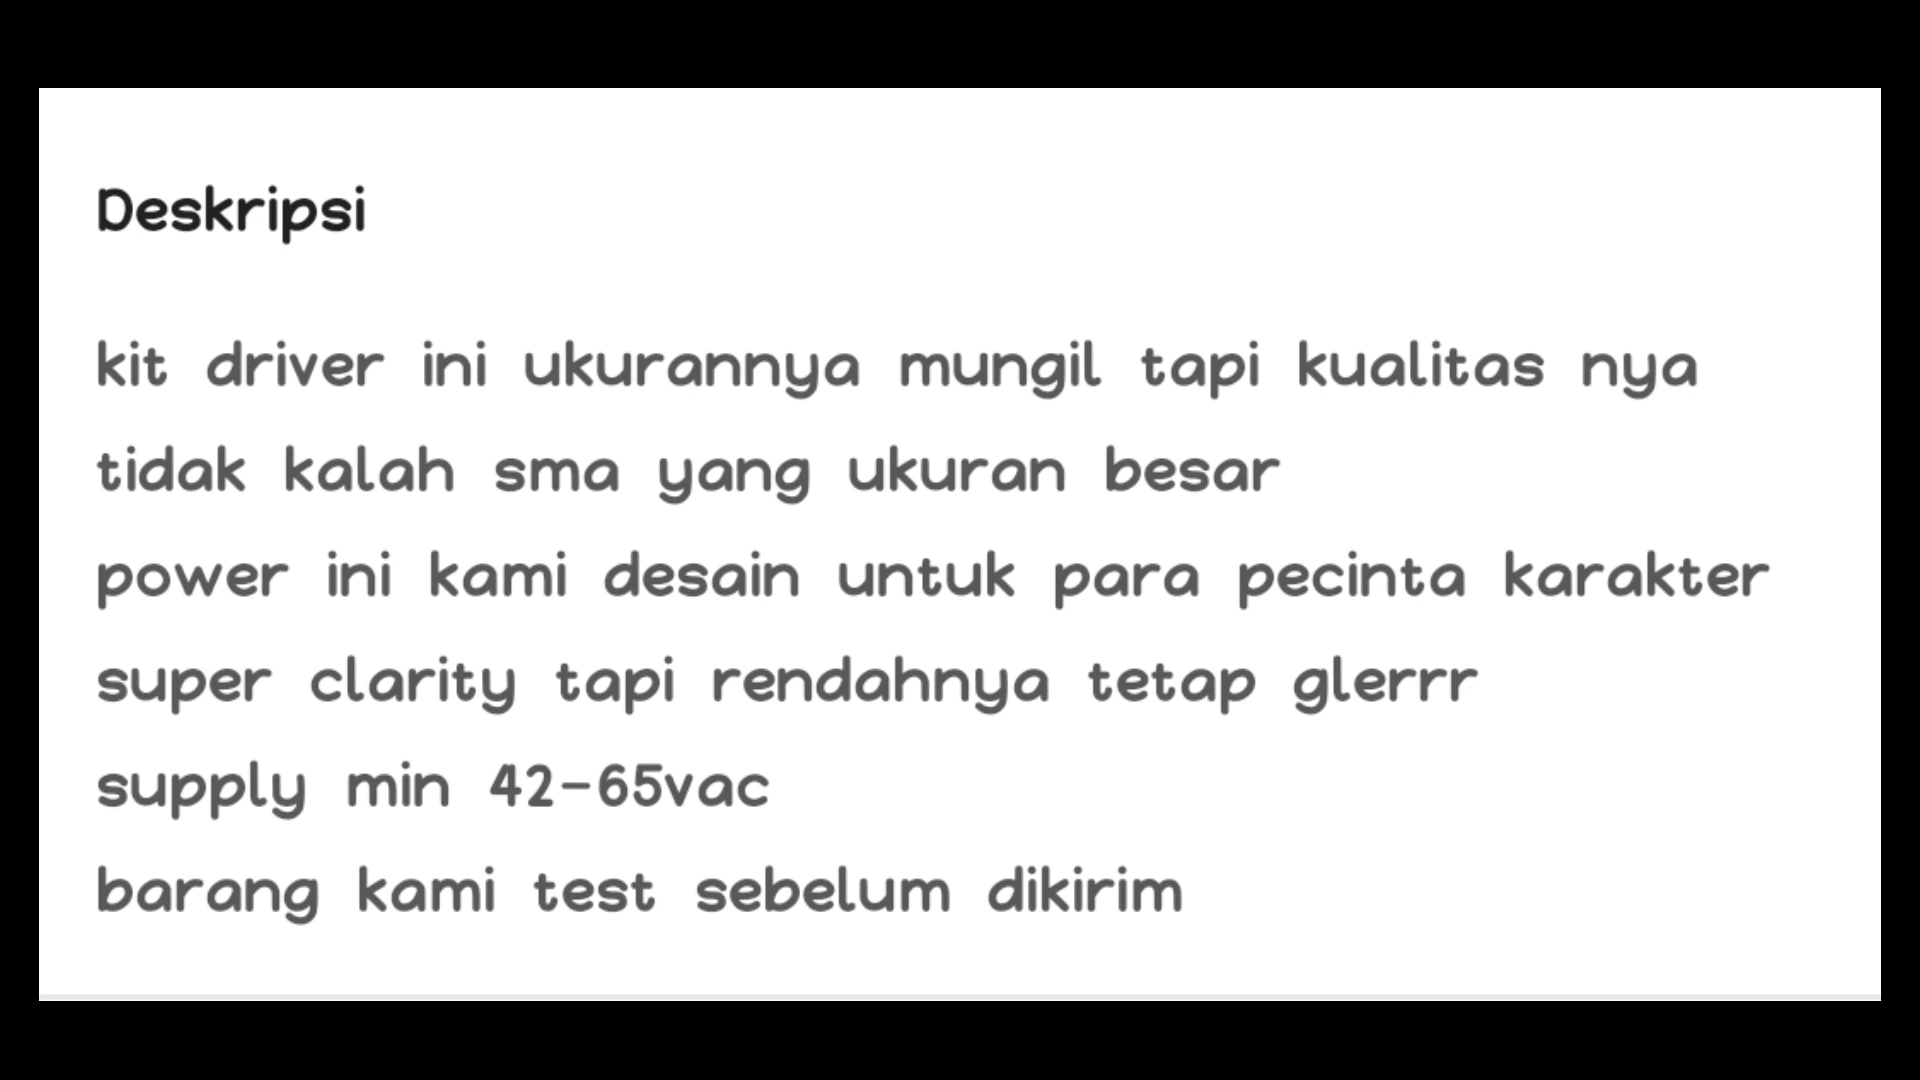 Deskripsi
kit driver ini ukurannya mungil tapi kualitas nya
tidak kalah sma yang ukuran besar
power ini kami desain untuk para pecinta karakter
super clarity tapi rendahnya tetap glerrr
supply min 42-65vac
barang kami test sebelum dikirim